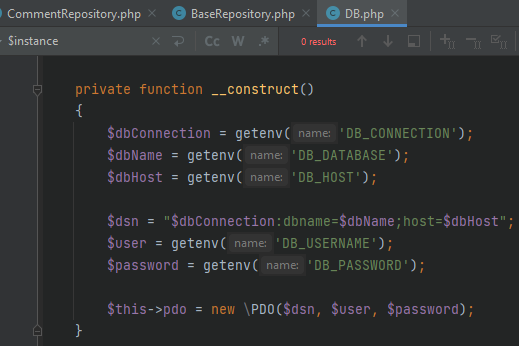 CommentRepository.php × BaseRepository.php × DB.php ×
$instance × Cc W .* 0 results
private function __construct()
{
$dbConnection = getenv( name: 'DB_CONNECTION');
$dbName = getenv( name: 'DB_DATABASE');
$dbHost = getenv( name: 'DB_HOST');
$dsn = "$dbConnection:dbname=$dbName;host=$dbHost";
$user = getenv( name: 'DB_USERNAME');
$password = getenv( name: 'DB_PASSWORD');
$this->pdo = new \PDO($dsn, $user, $password);
}